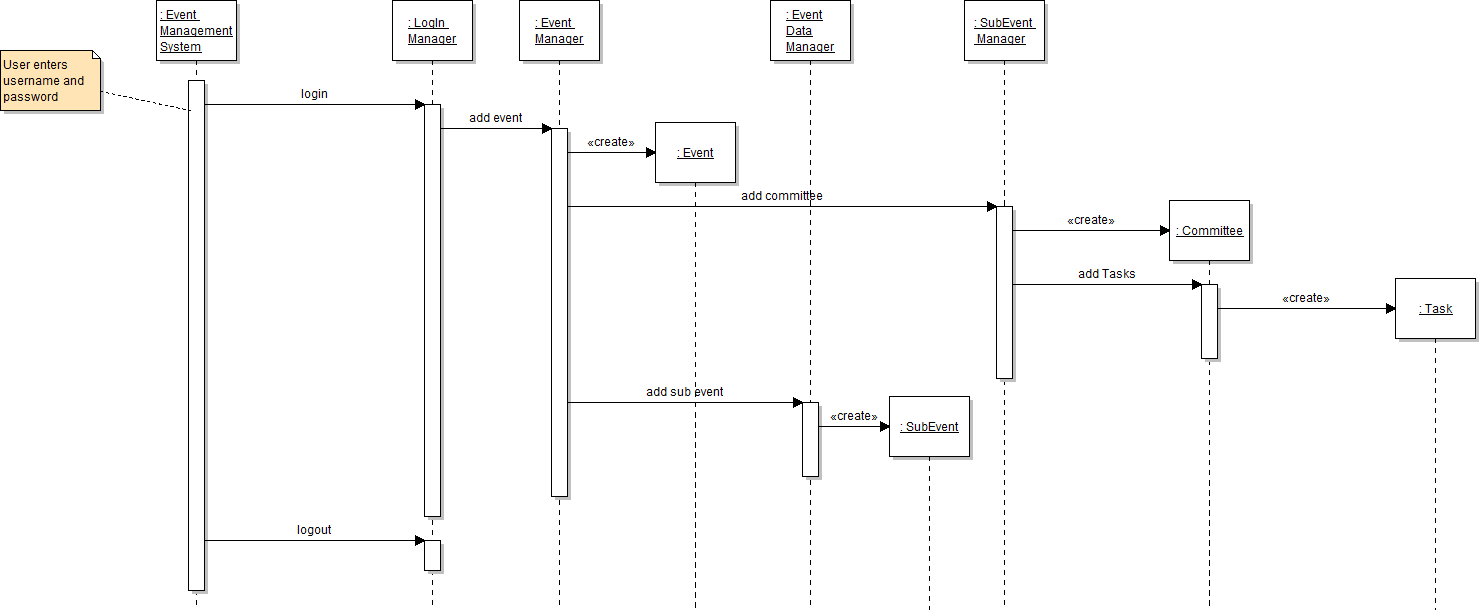 : Event
Management
System
: LogIn
Manager
: Event
Manager
: Event
Data
Manager
: SubEvent
Manager
User enters
username and
password
login
add event
«create»
: Event
add committee
«create»
: Committee
add Tasks
«create»
: Task
add sub event
«create»
: SubEvent
logout